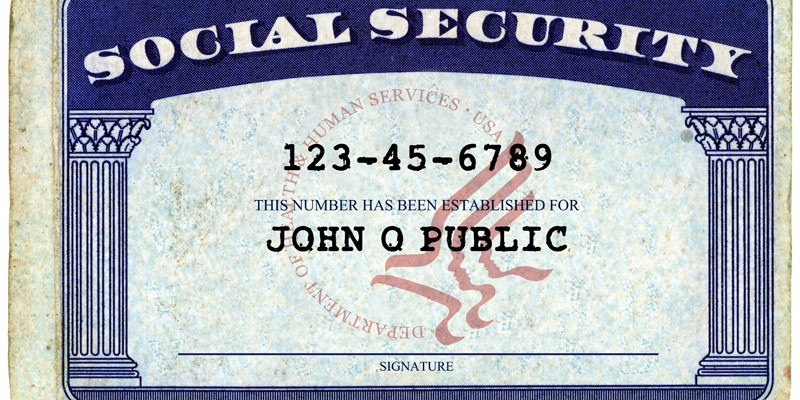 SOCIAL SECURITY
DEPARTMENT OF HEALTH & HUMAN SERVICES · USA
123-45-6789
THIS NUMBER HAS BEEN ESTABLISHED FOR
JOHN Q PUBLIC
SIGNATURE